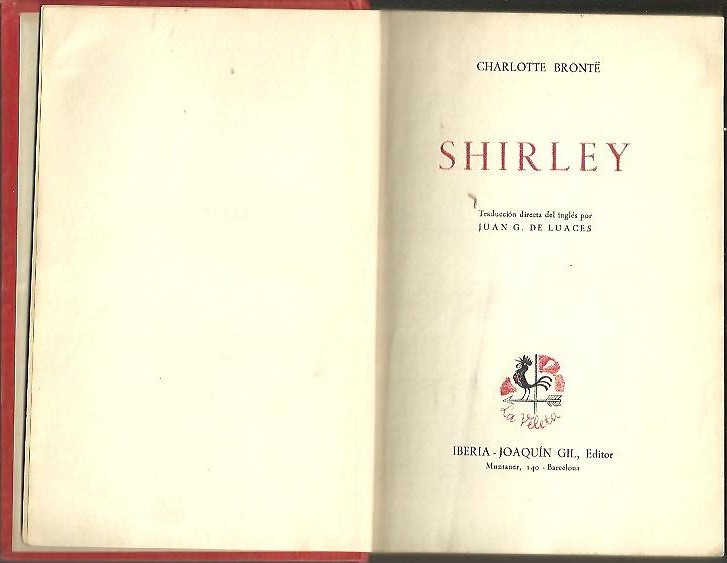 CHARLOTTE BRONTË
SHIRLEY
Traducción directa del inglés por
JUAN G. DE LUACES
La Veleta
IBERIA - JOAQUÍN GIL, Editor
Muntaner, 140 - Barcelona